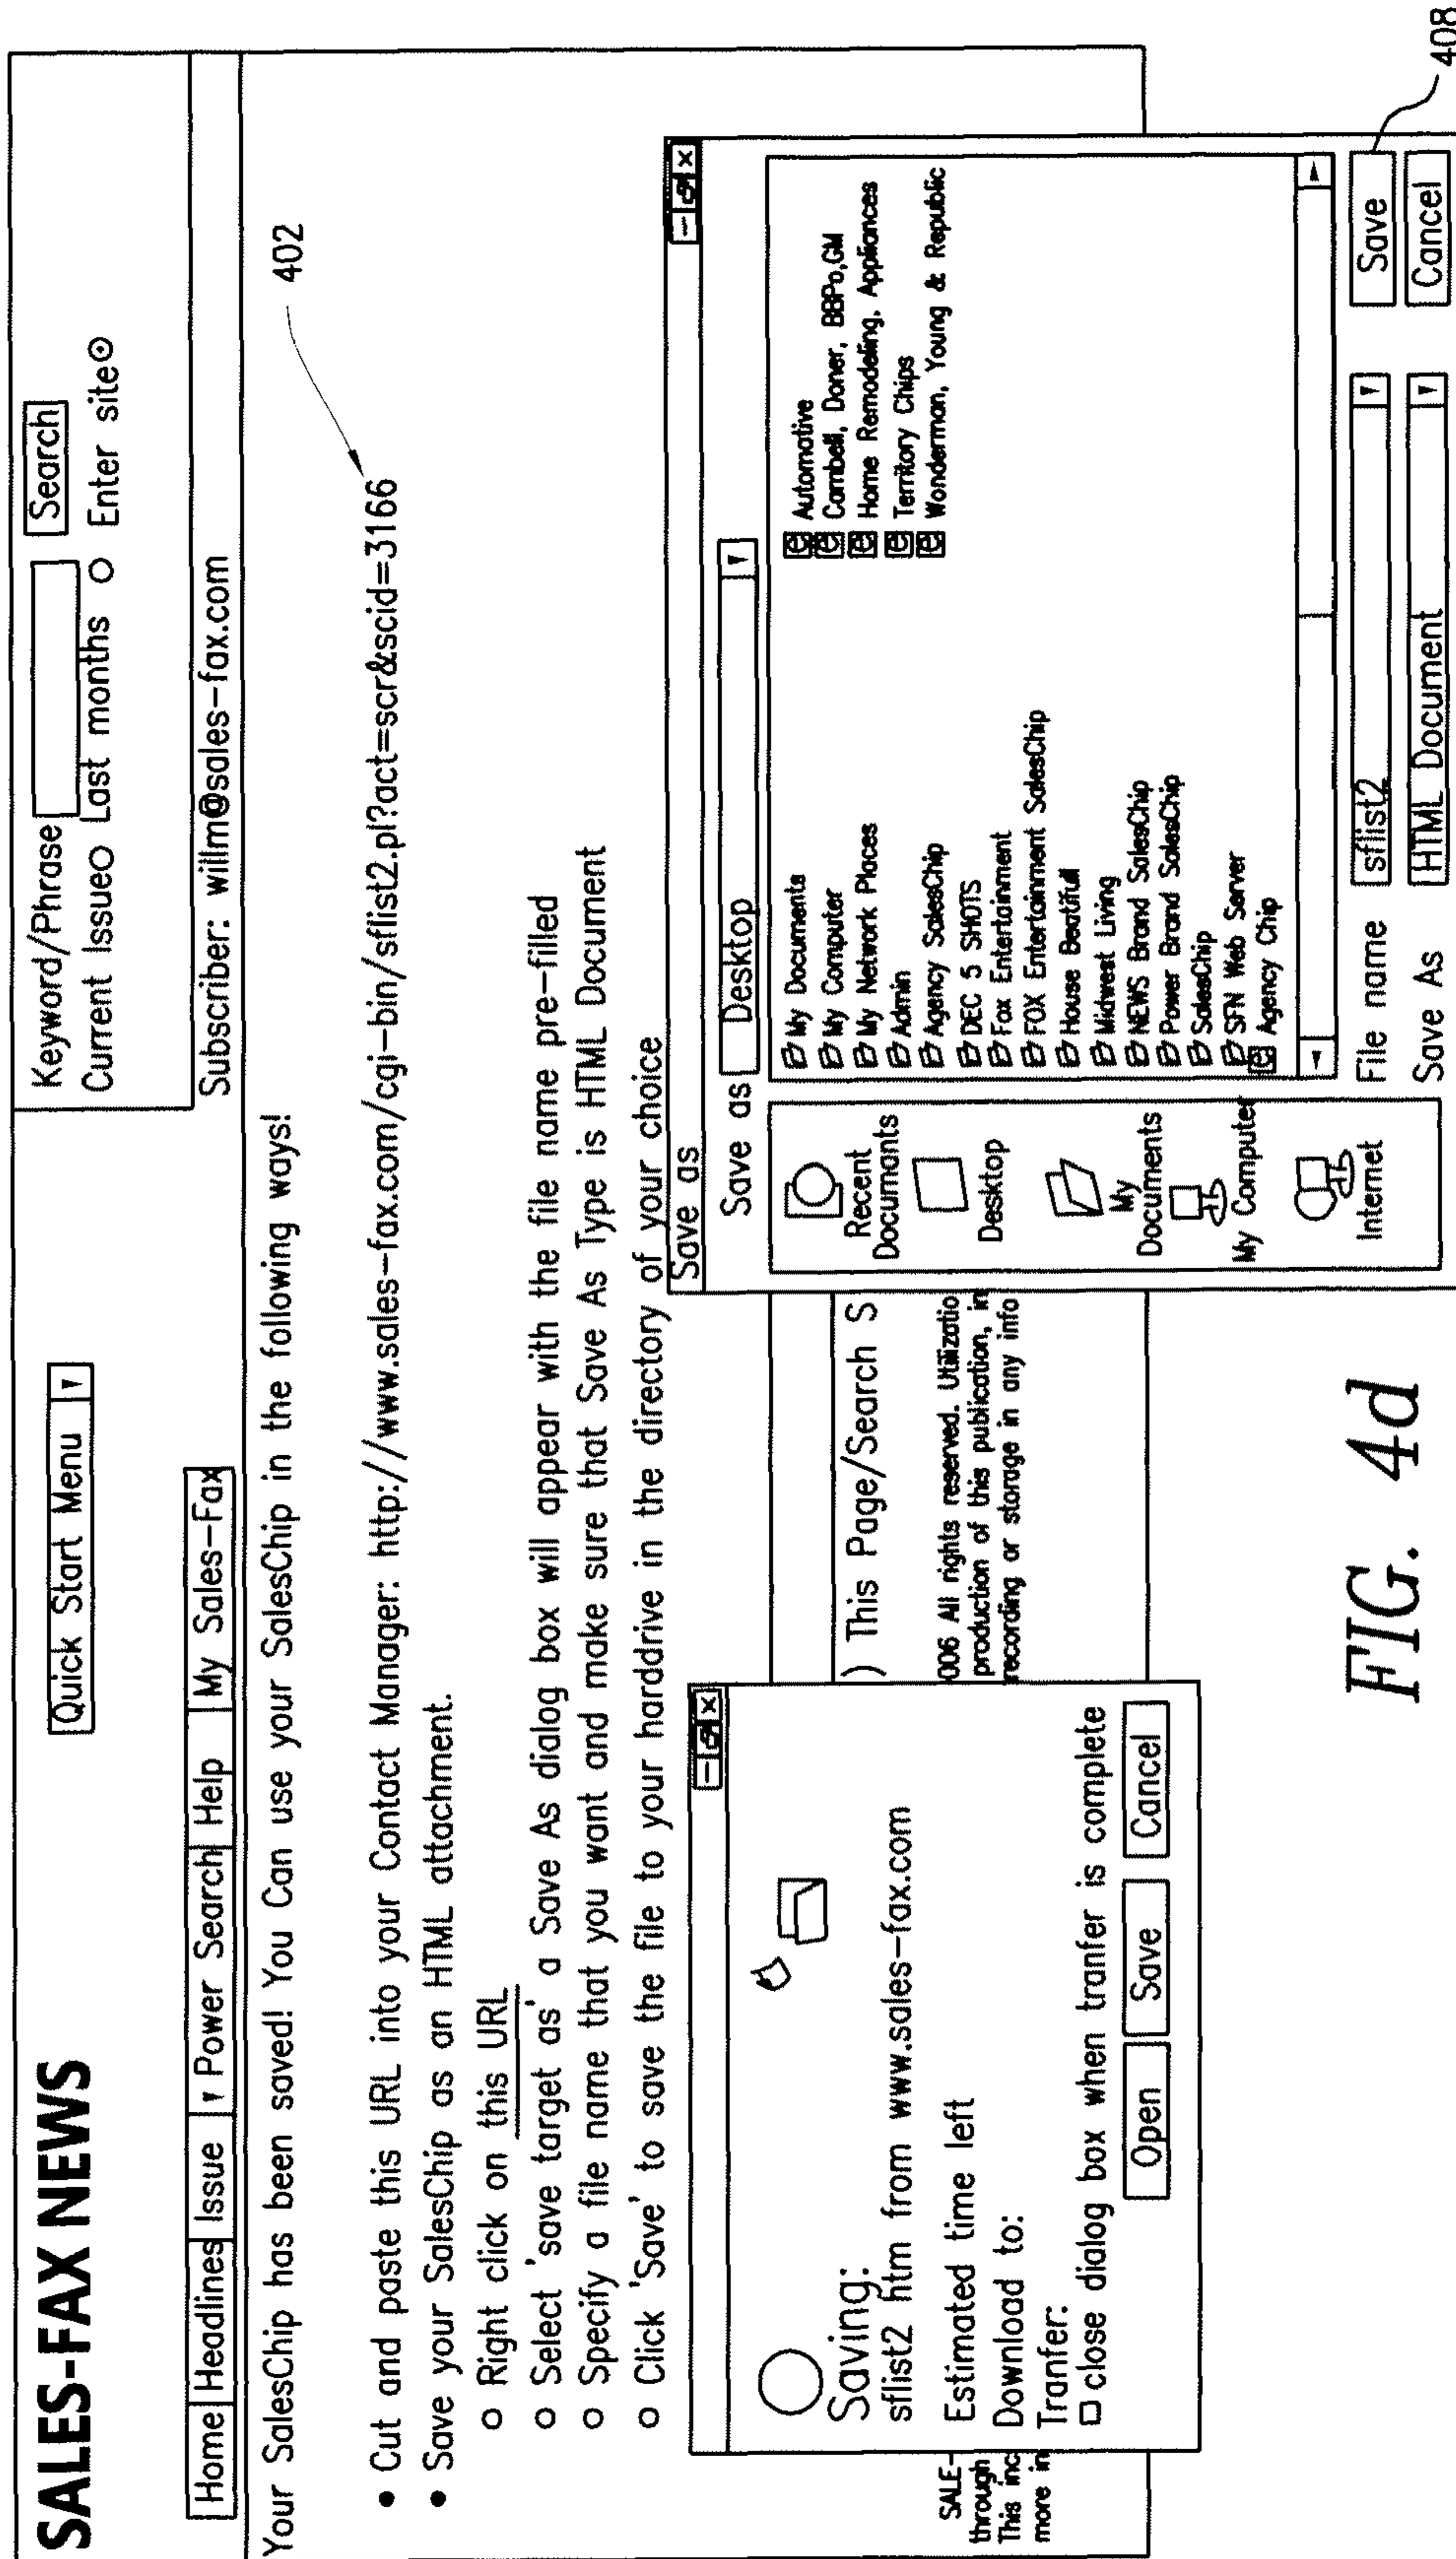 SALES-FAX NEWS
Quick Start Menu
Keyword/Phrase
Search
Current Issue Last months Enter site
Home Headlines Issue Power Search Help My Sales-Fax
Subscriber: willm@sales-fax.com
Your SalesChip has been saved! You Can use your SalesChip in the following ways!
402
• Cut and paste this URL into your Contact Manager: http://www.sales-fax.com/cgi-bin/sflist2.pl?act=scr&scid=3166
• Save your SalesChip as an HTML attachment.
o Right click on this URL
o Select 'save target as' a Save As dialog box will appear with the file name pre-filled
o Specify a file name that you want and make sure that Save As Type is HTML Document
o Click 'Save' to save the file to your harddrive in the directory of your choice
Saving:
sflist2 htm from www.sales-fax.com
Estimated time left
Download to:
Tranfer:
close dialog box when tranfer is complete
Open Save Cancel
SALE-
through
This inc
more in
) This Page/Search S
006 All rights reserved. Utilizatio
production of this publication, in
recording or storage in any info
Save as
Save as Desktop
Recent
Documants
Desktop
My
Documents
My Computer
Internet
My Documents
My Computer
My Network Places
Admin
Agency SalesChip
DEC 5 SHOTS
Fox Entertainment
FOX Entertainment SalesChip
House Beatifull
Midwest Living
NEWS Brand SalesChip
Power Brand SalesChip
SalesChip
SFN Web Server
Agency Chip
Automotive
Cambell, Doner, BBPo,GM
Home Remodeling, Appliances
Territory Chips
Wonderman, Young & Republic
File name sflist2
Save
Save As HTML Document
Cancel
408
FIG. 4d